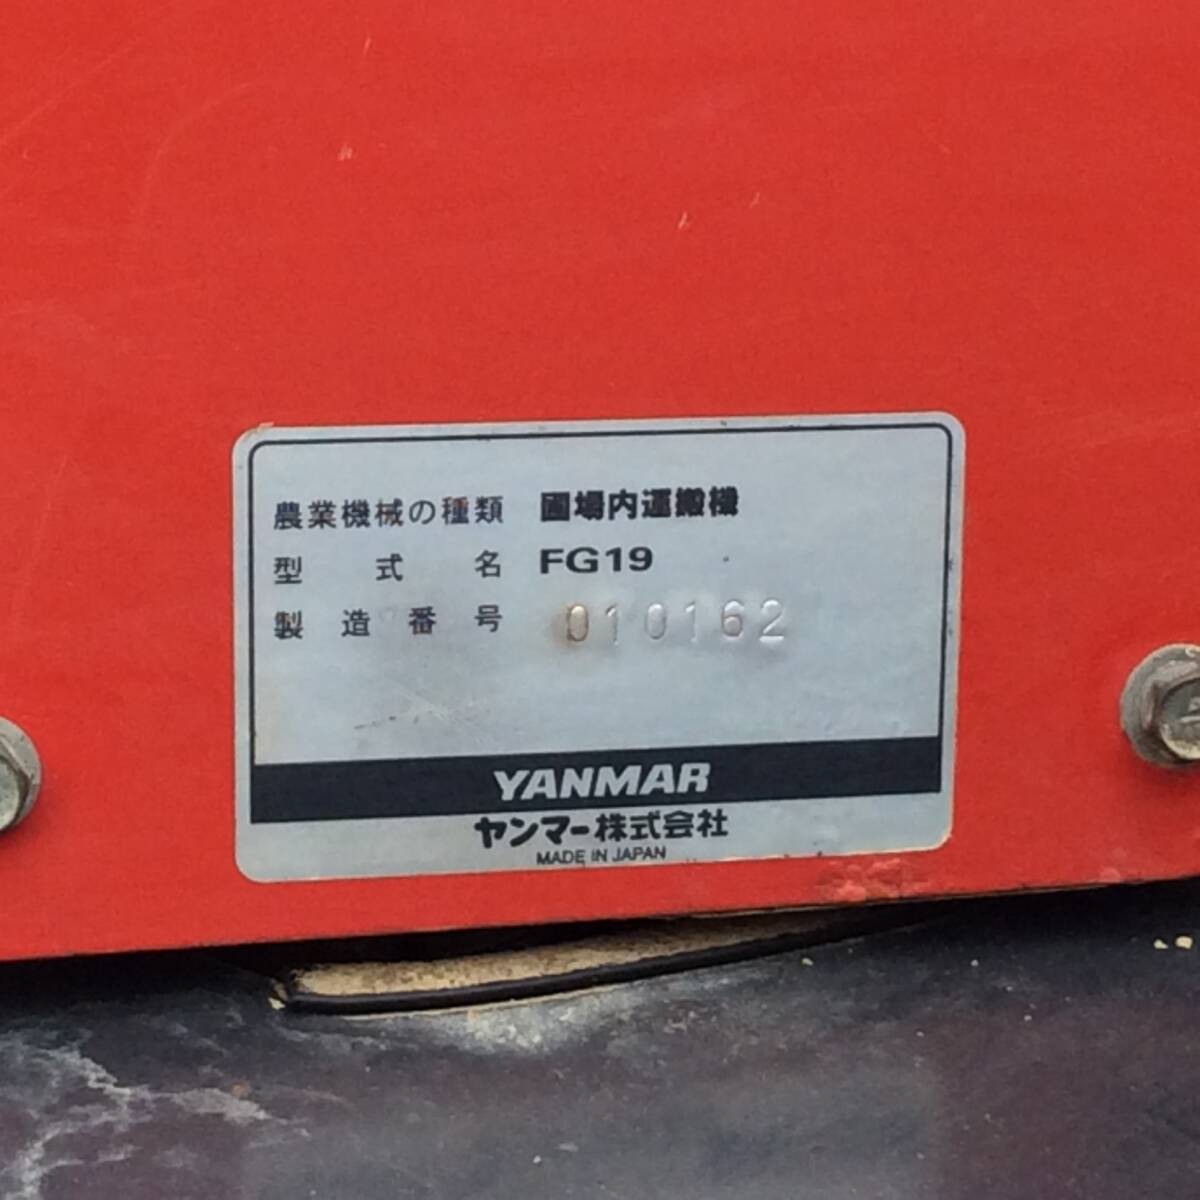 農業機械の種類 圃場内運搬機
型式名 FG19
製造番号 010162
YANMAR
ヤンマー株式会社
MADE IN JAPAN